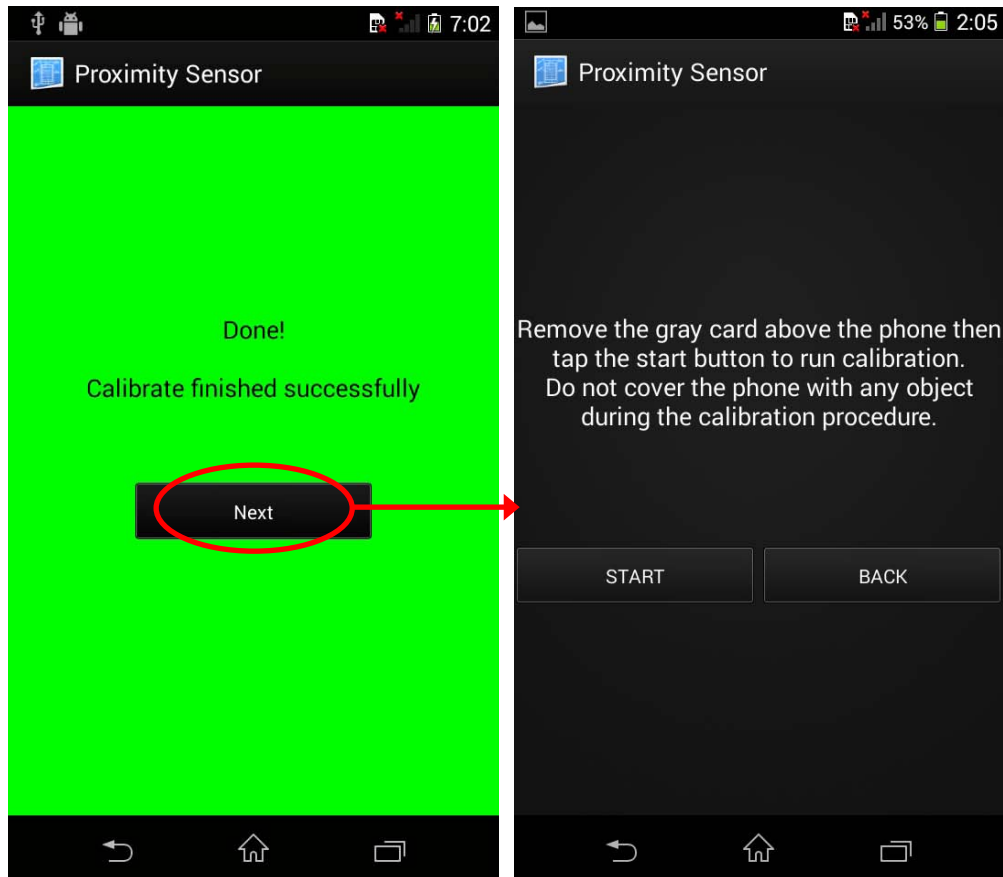 7:02
Proximity Sensor
Done!
Calibrate finished successfully
Next
53% 2:05
Proximity Sensor
Remove the gray card above the phone then
tap the start button to run calibration.
Do not cover the phone with any object
during the calibration procedure.
START
BACK